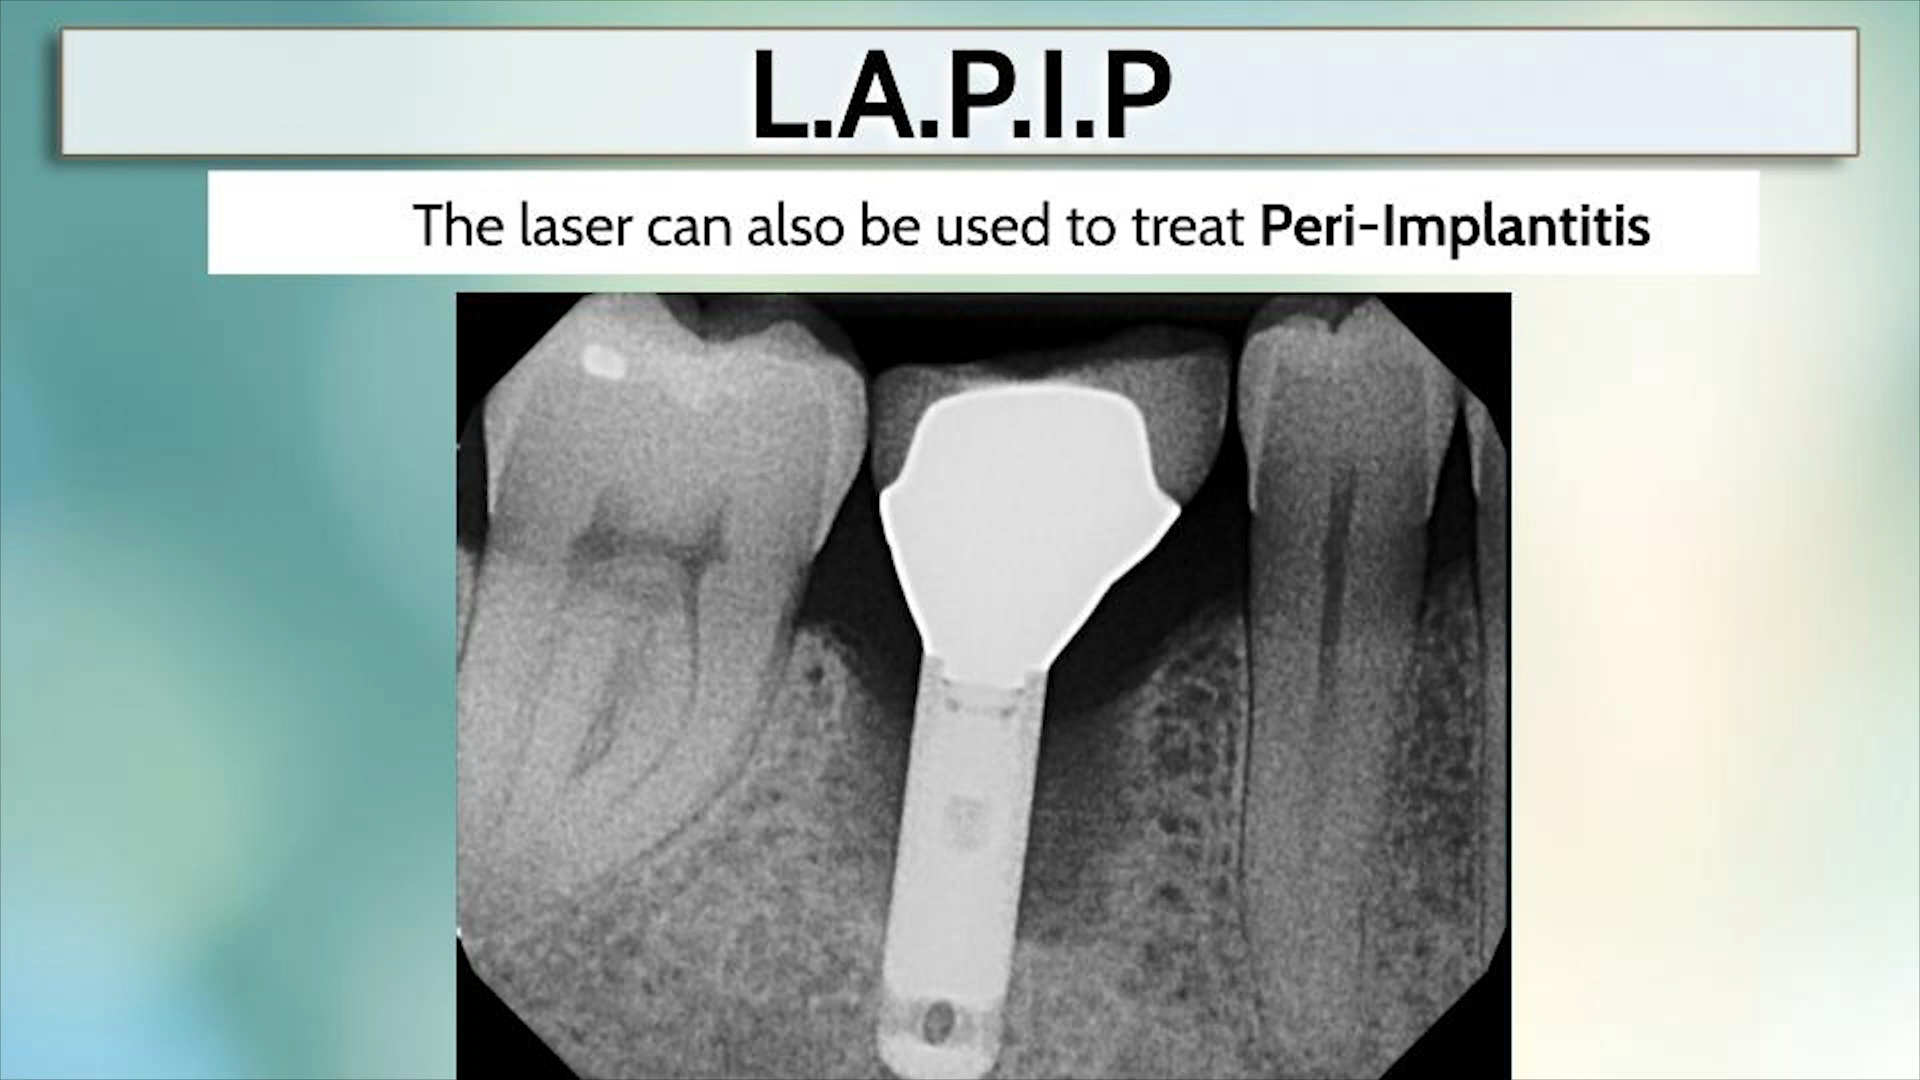 L.A.P.I.P
The laser can also be used to treat Peri-Implantitis